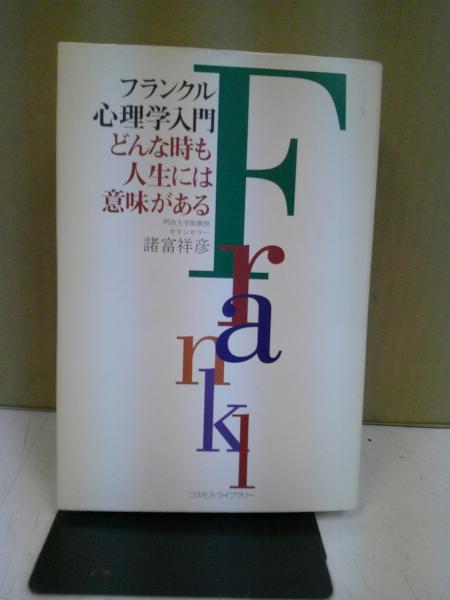 フランクル
心理学入門
どんな時も
人生には
意味がある
明治大学助教授
カウンセラー
諸富祥彦
Frankl
コスモス・ライブラリー